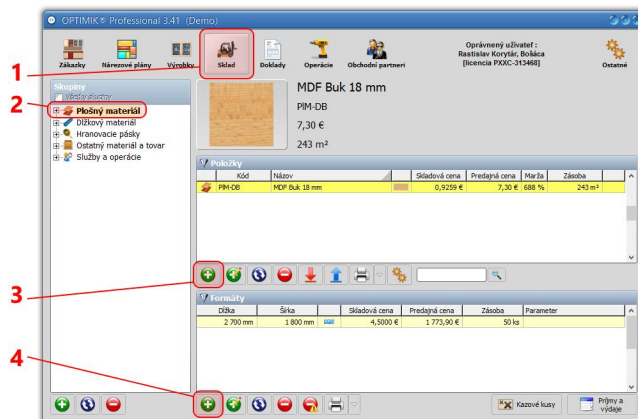 OPTIMIK® Professional 3.41 (Demo)
1
Zákazky
Nárezové plány
Výrobky
Sklad
Doklady
Operácie
Obchodní partneri
Oprávnený užívateľ :
Rastislav Korytár, Bošáca
[licencia PXXC-313468]
Ostatné
Skupiny
Všetky skupiny
2
Plošný materiál
Dĺžkový materiál
Hranovacie pásky
Ostatný materiál a tovar
Služby a operácie
MDF Buk 18 mm
PlM-DB
7,30 €
243 m²
Položky
Kód Názov Skladová cena Predajná cena Marža Zásoba
PlM-DB MDF Buk 18 mm 0,9259 € 7,30 € 688 % 243 m²
3
Formáty
Dĺžka Šírka Skladová cena Predajná cena Zásoba Parameter
2 700 mm 1 800 mm 4,5000 € 1 773,90 € 50 ks
4
Kazové kusy
Príjmy a
výdaje